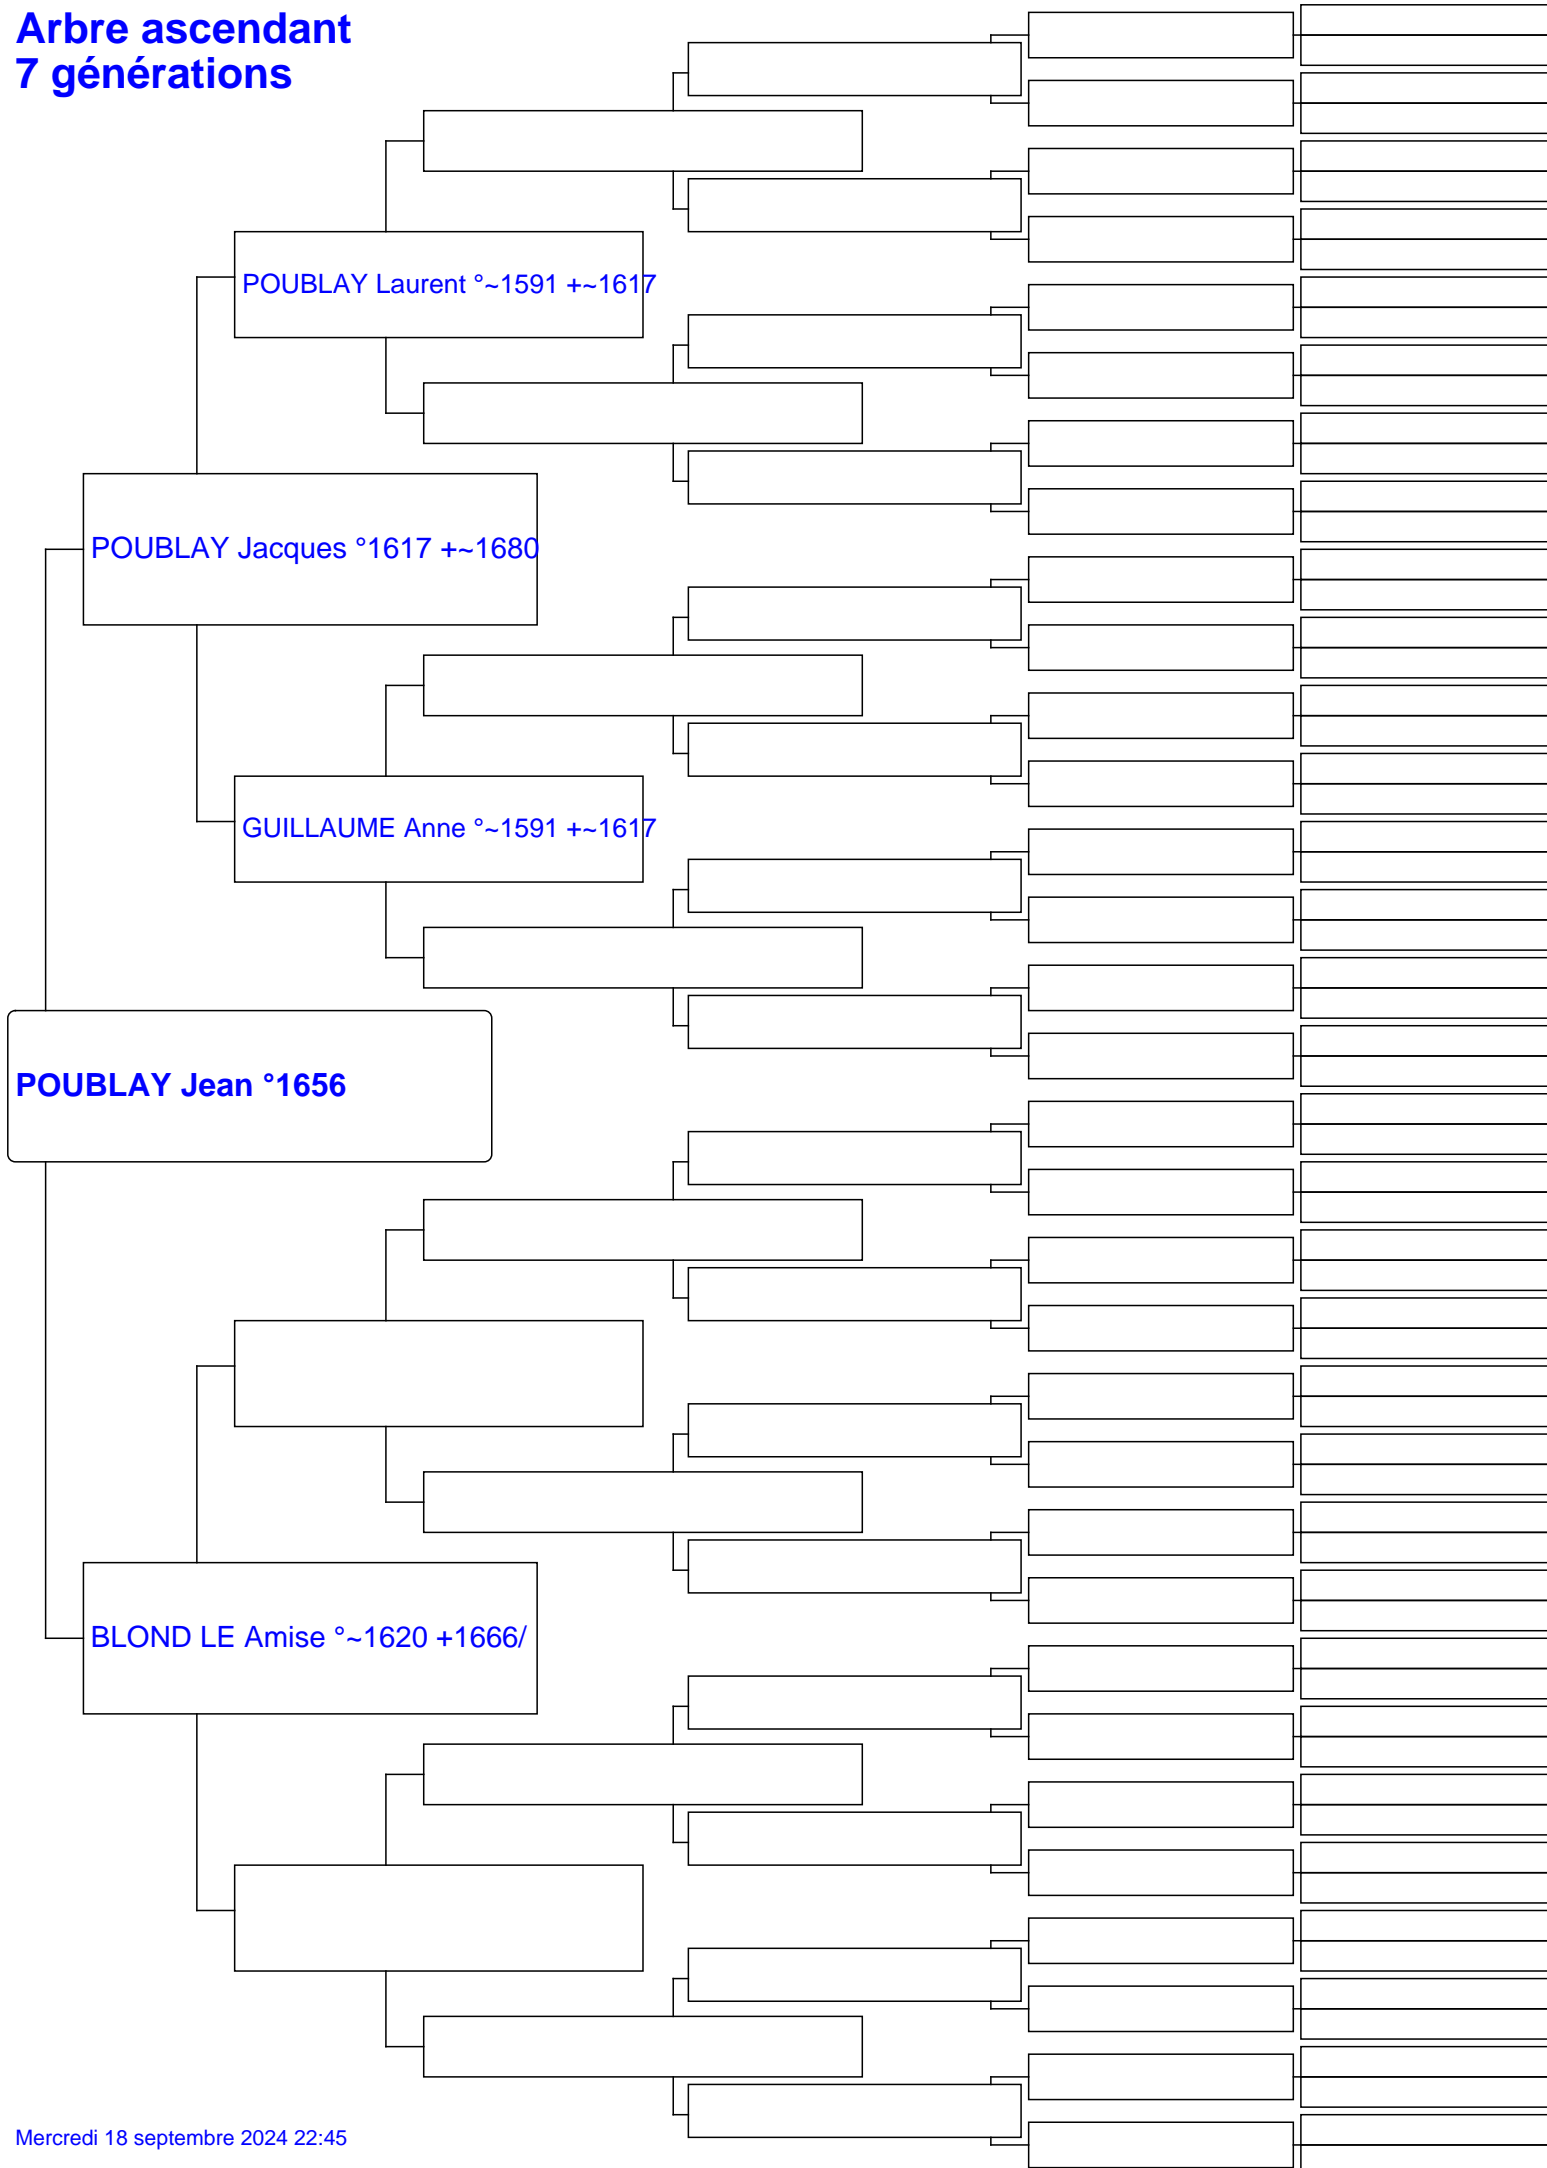 Arbre ascendant
7 générations
POUBLAY Laurent °~1591 +~1617
POUBLAY Jacques °1617 +~1680
GUILLAUME Anne °~1591 +~1617
POUBLAY Jean °1656
BLOND LE Amise °~1620 +1666/
Mercredi 18 septembre 2024 22:45